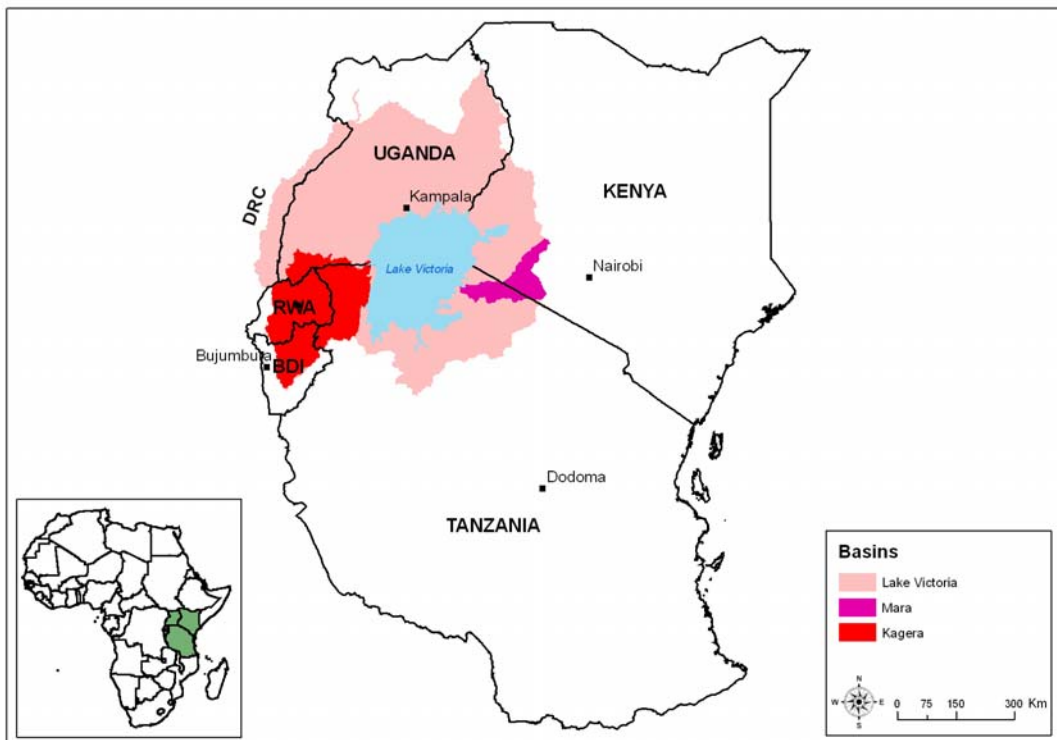 UGANDA
Kampala
KENYA
DRC
Lake Victoria
Nairobi
RWA
Bujumbura
BDI
Dodoma
TANZANIA
Basins
Lake Victoria
Mara
Kagera
N
W E
S
0 75 150 300 Km